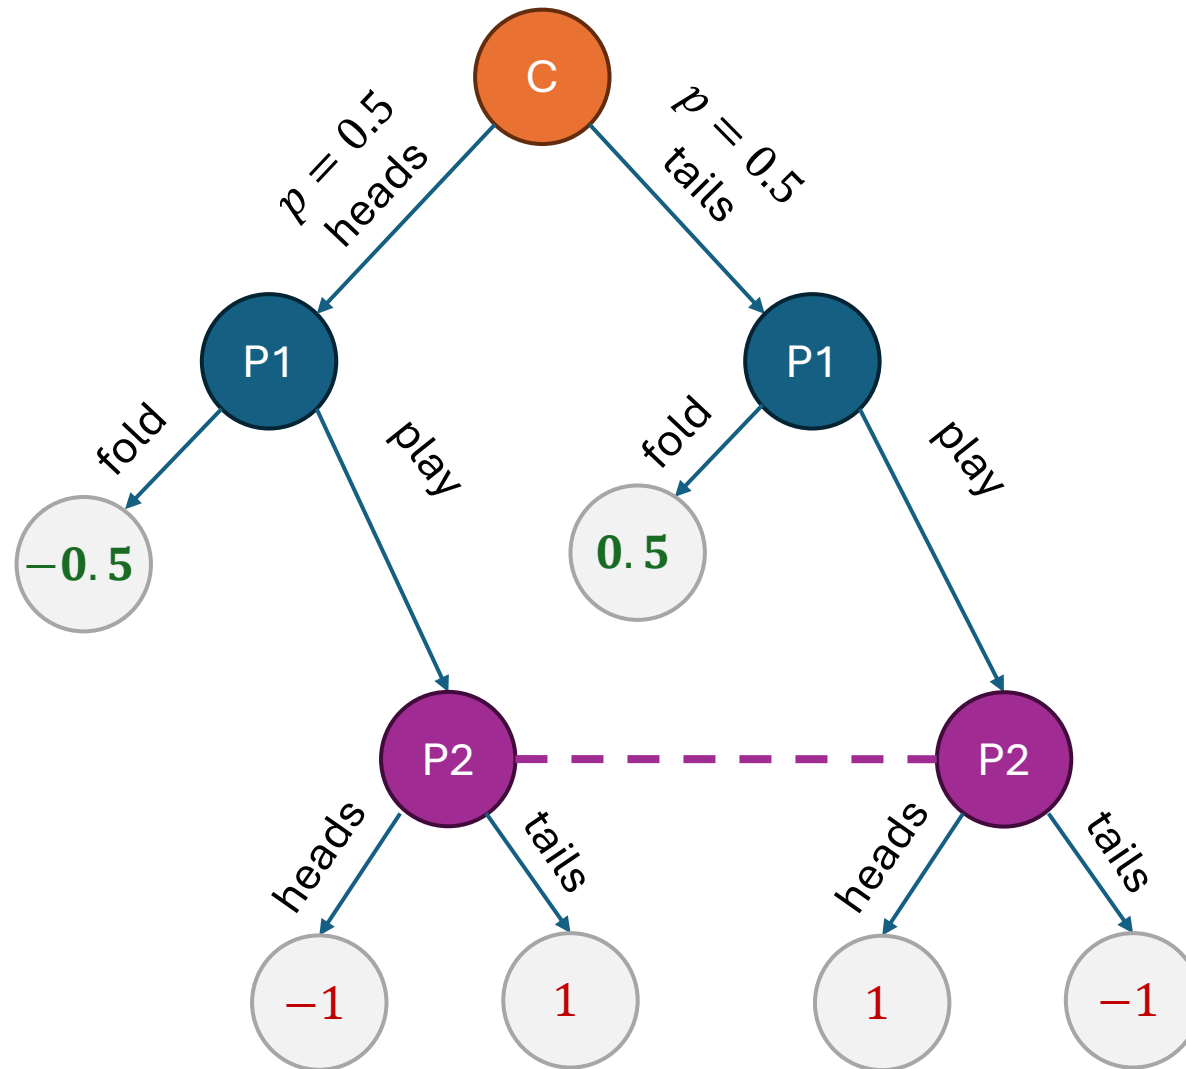 C
p = 0.5
heads
p = 0.5
tails
P1
P1
fold
play
fold
play
−0.5
0.5
P2
P2
heads
tails
heads
tails
−1
1
1
−1